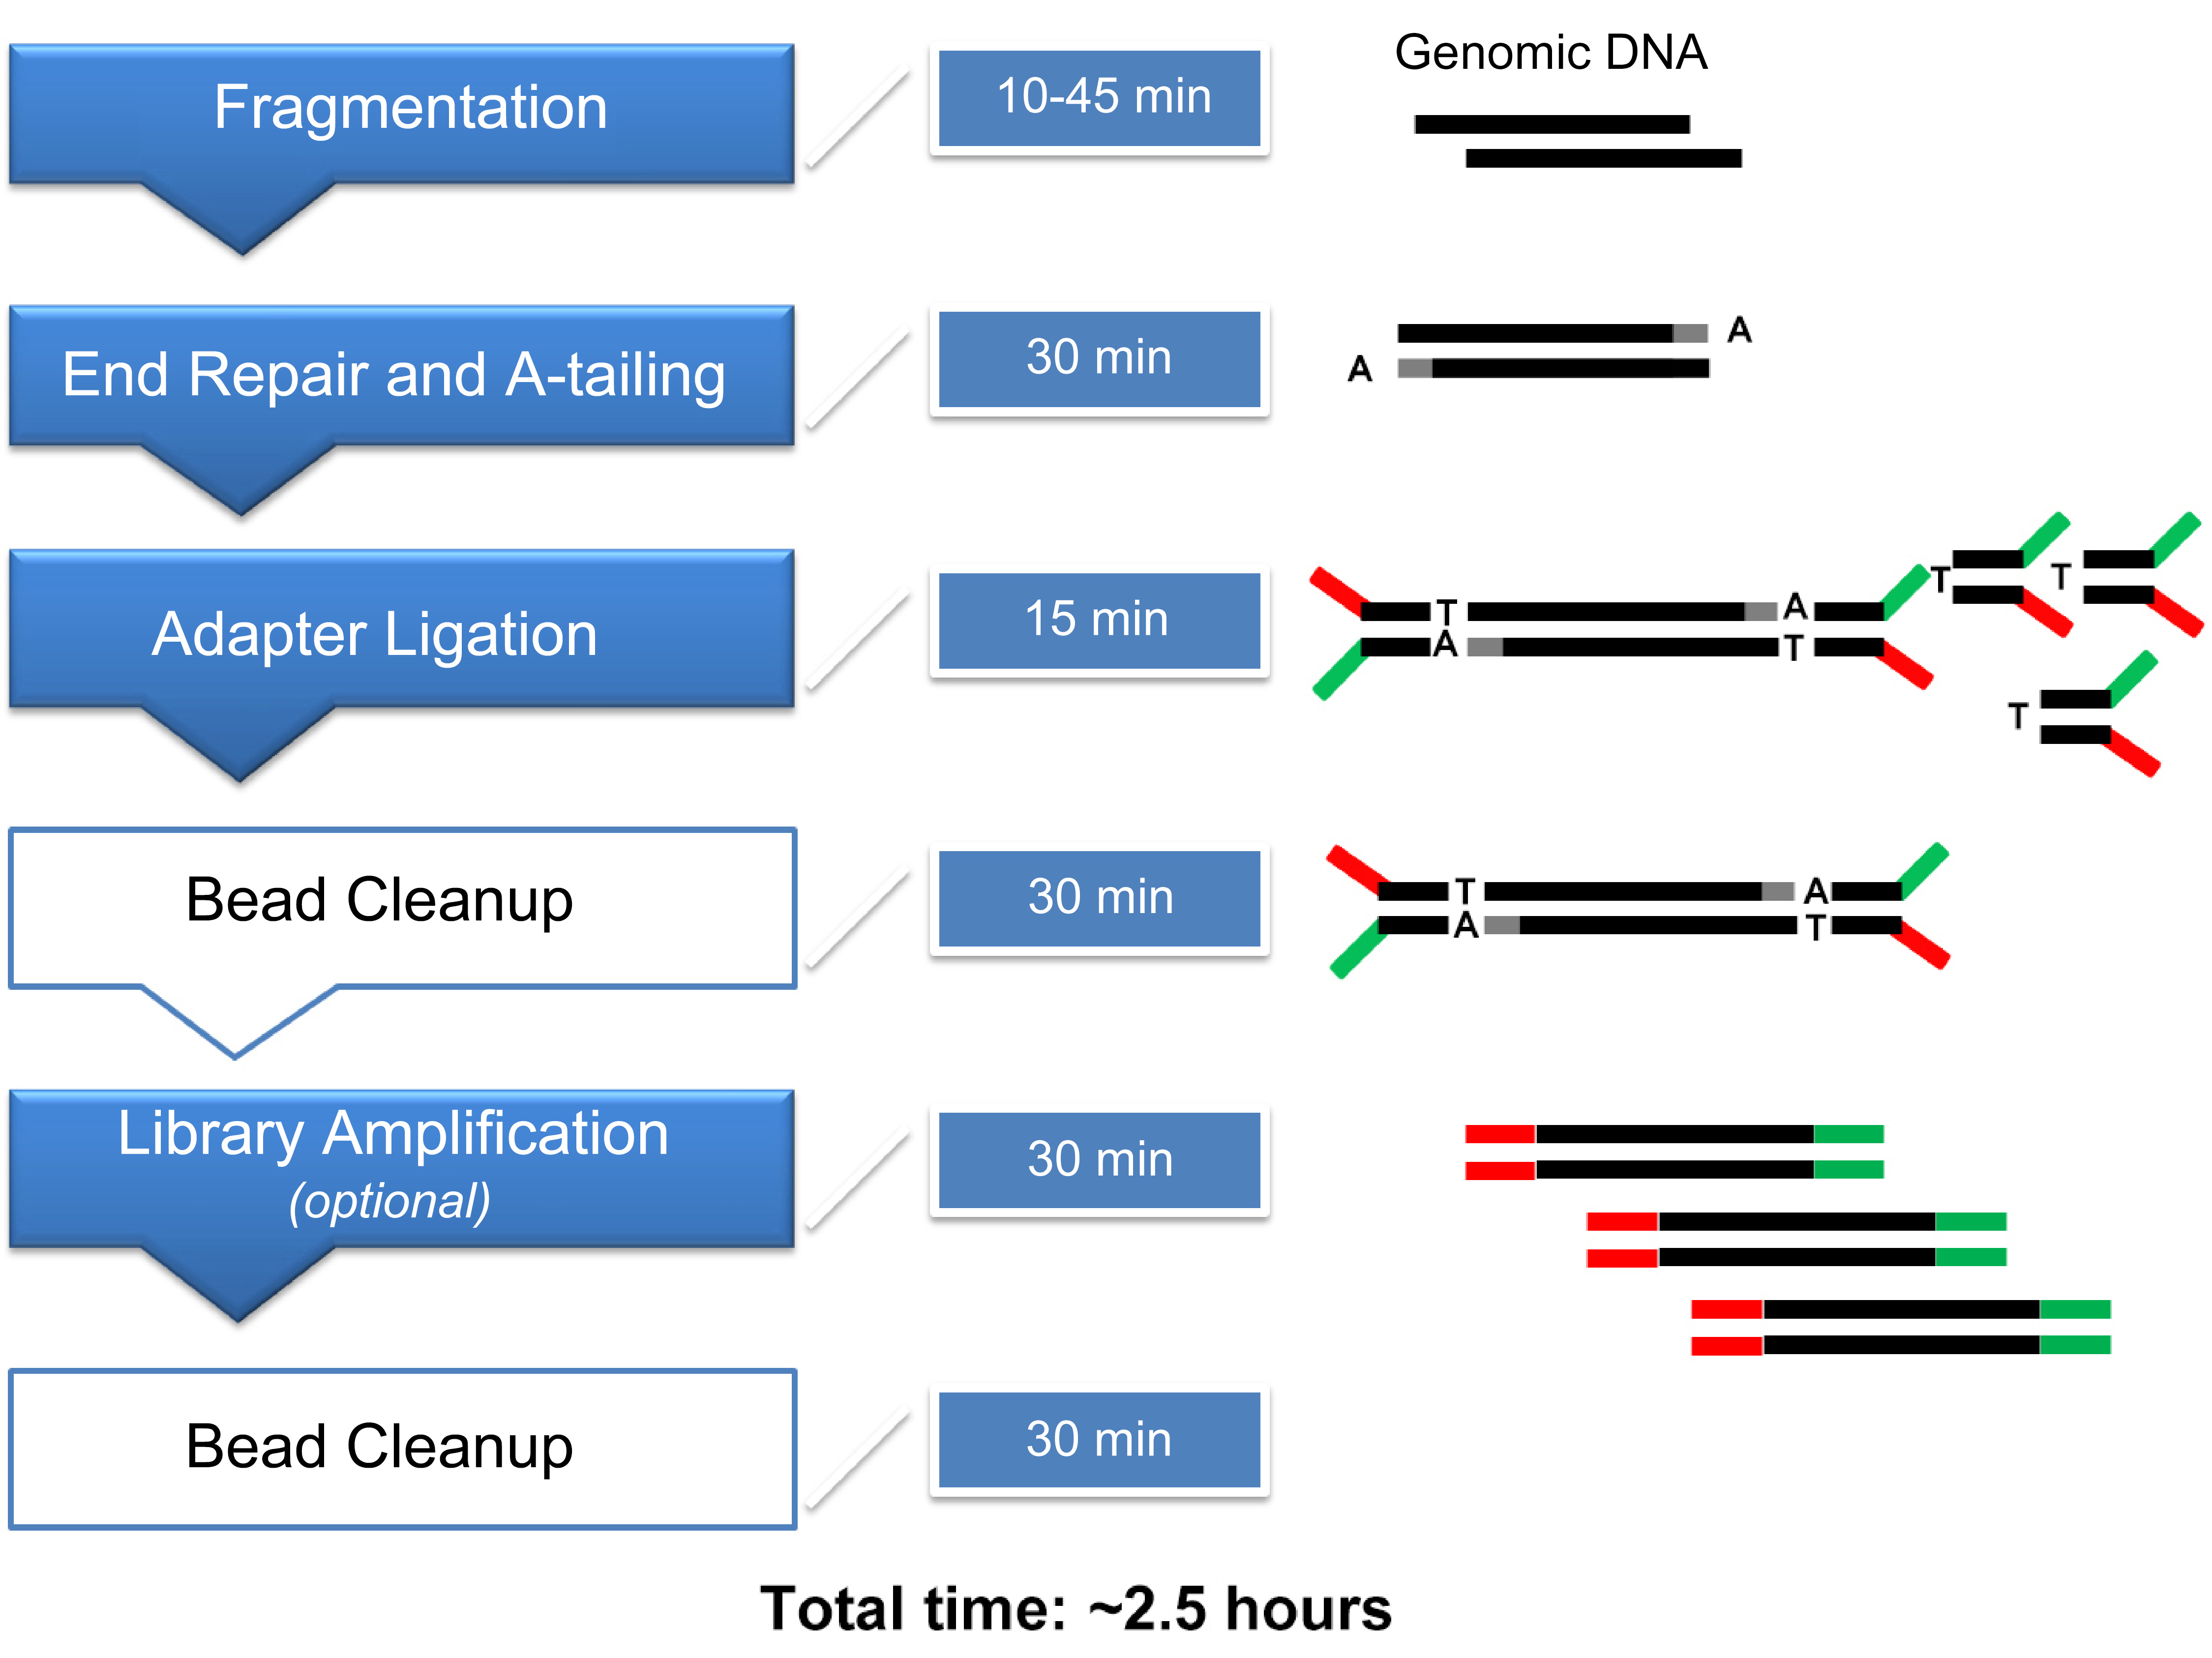 Genomic DNA
Fragmentation
10-45 min
End Repair and A-tailing
30 min
A
A
Adapter Ligation
15 min
T A
A T
T
T
T
Bead Cleanup
30 min
T A
A T
Library Amplification
(optional)
30 min
Bead Cleanup
30 min
Total time: ~2.5 hours